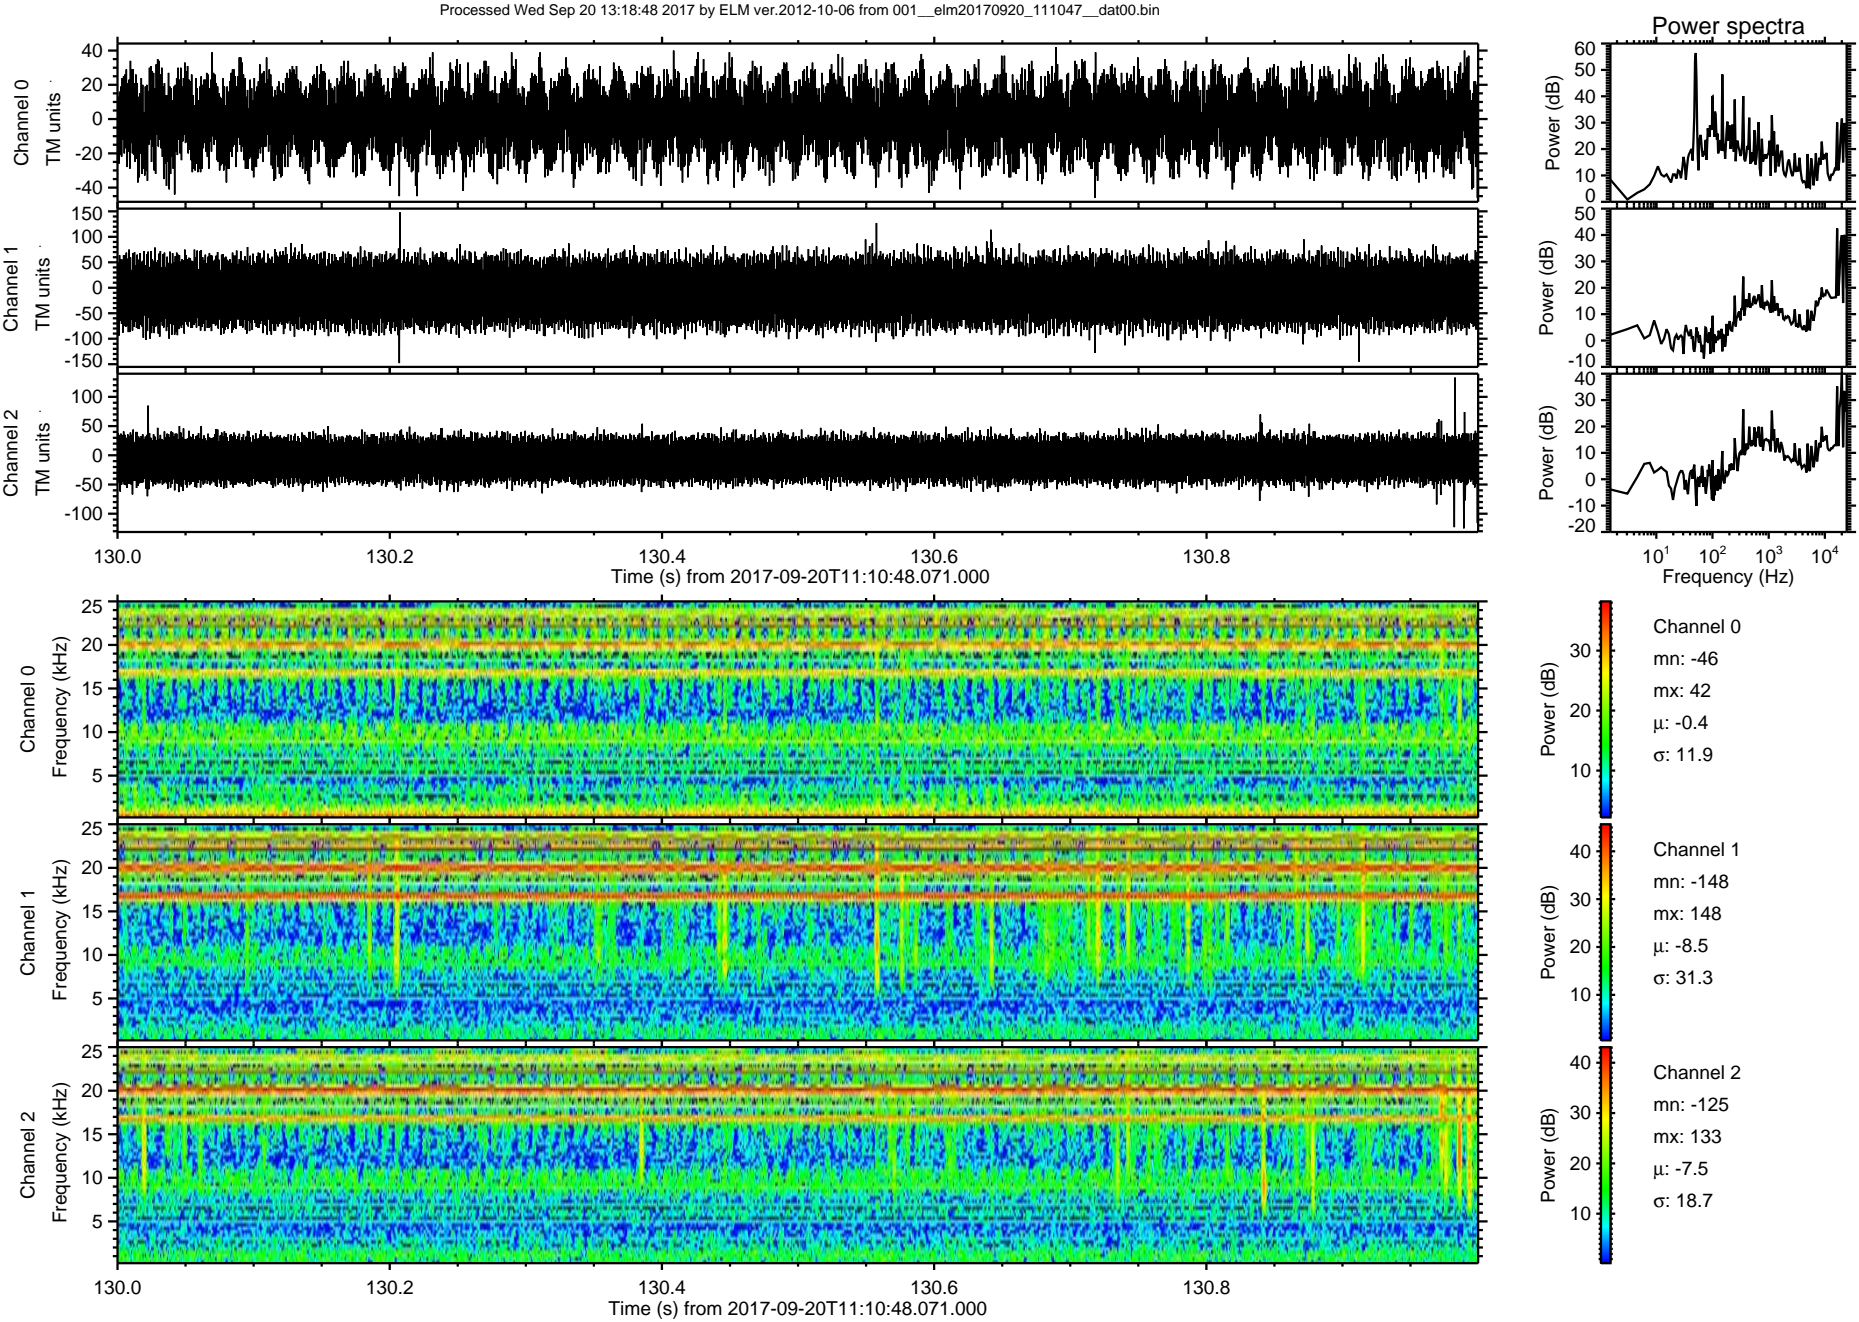 Processed Wed Sep 20 13:18:48 2017 by ELM ver.2012-10-06 from 001__elm20170920_111047__dat00.bin
Power spectra
Channel 0
TM units
40
20
0
-20
-40
Power (dB)
60
50
40
30
20
10
0
Channel 1
TM units
150
100
50
0
-50
-100
-150
Power (dB)
50
40
30
20
10
0
-10
Channel 2
TM units
100
50
0
-50
-100
Power (dB)
40
30
20
10
0
-10
-20
130.0 130.2 130.4 130.6 130.8
Time (s) from 2017-09-20T11:10:48.071.000
10¹ 10² 10³ 10⁴
Frequency (Hz)
Channel 0
Frequency (kHz)
25
20
15
10
5
Power (dB)
30
20
10
Channel 0
mn: -46
mx: 42
μ: -0.4
σ: 11.9
Channel 1
Frequency (kHz)
25
20
15
10
5
Power (dB)
40
30
20
10
Channel 1
mn: -148
mx: 148
μ: -8.5
σ: 31.3
Channel 2
Frequency (kHz)
25
20
15
10
5
Power (dB)
40
30
20
10
Channel 2
mn: -125
mx: 133
μ: -7.5
σ: 18.7
130.0 130.2 130.4 130.6 130.8
Time (s) from 2017-09-20T11:10:48.071.000